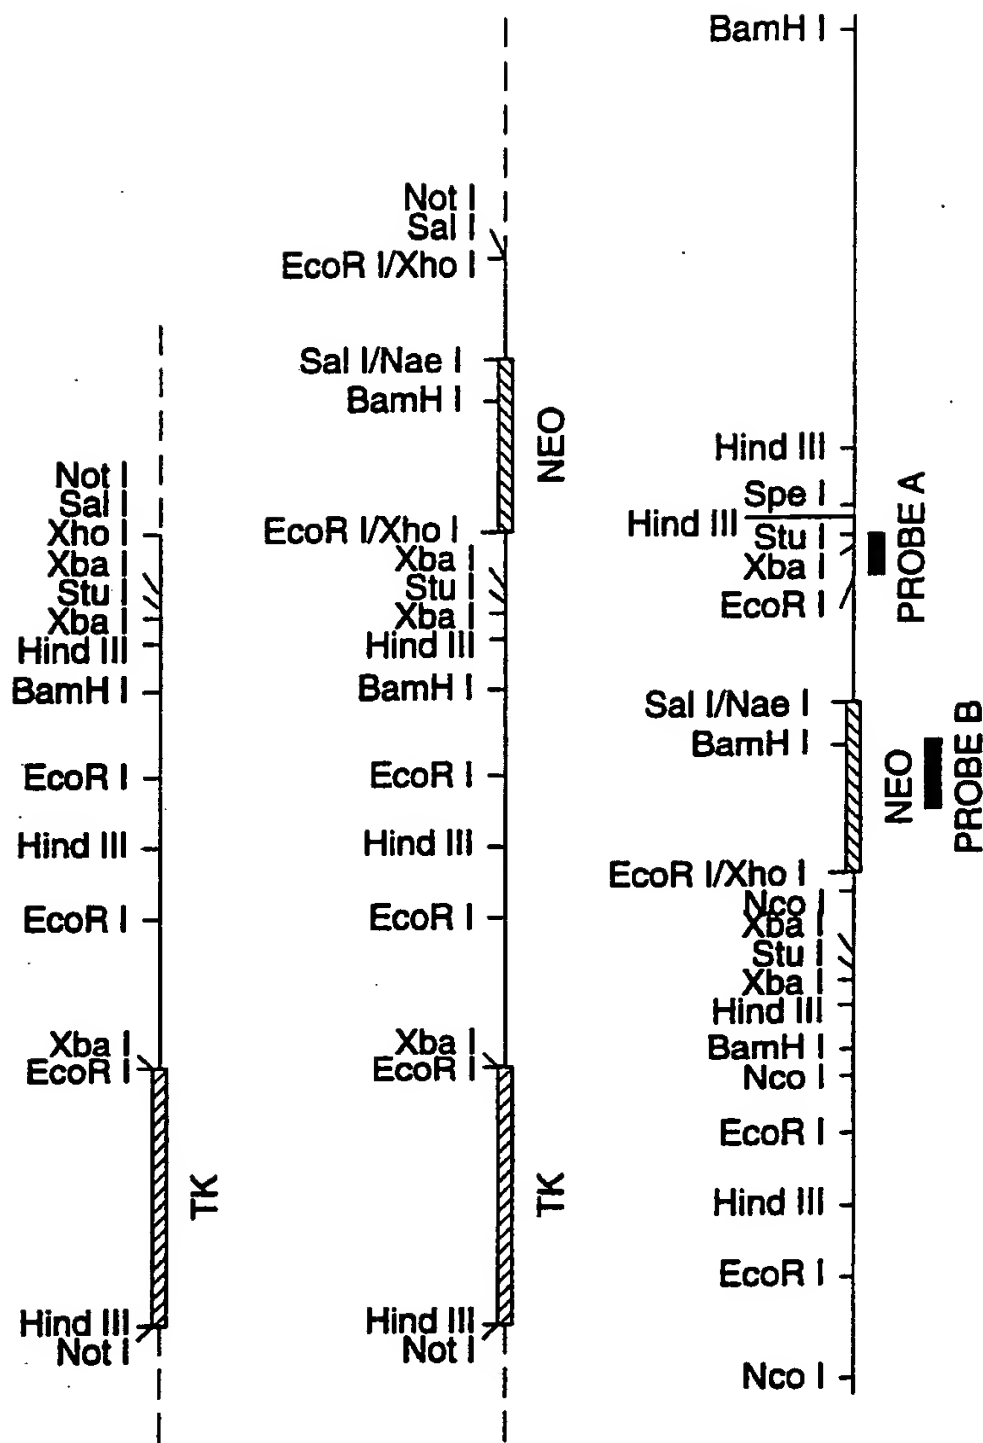 Not I
Sal I
Xho I
Xba I
Stu I
Xba I
Hind III
BamH I
EcoR I
Hind III
EcoR I
Xba I
EcoR I
TK
Hind III
Not I
Not I
Sal I
EcoR I/Xho I
Sal I/Nae I
BamH I
NEO
EcoR I/Xho I
Xba I
Stu I
Xba I
Hind III
BamH I
EcoR I
Hind III
EcoR I
Xba I
EcoR I
TK
Hind III
Not I
BamH I
Hind III
Spe I
Hind III
Stu I
Xba I
EcoR I
PROBE A
Sal I/Nae I
BamH I
NEO
PROBE B
EcoR I/Xho I
Nco I
Xba I
Stu I
Xba I
Hind III
BamH I
Nco I
EcoR I
Hind III
EcoR I
Nco I